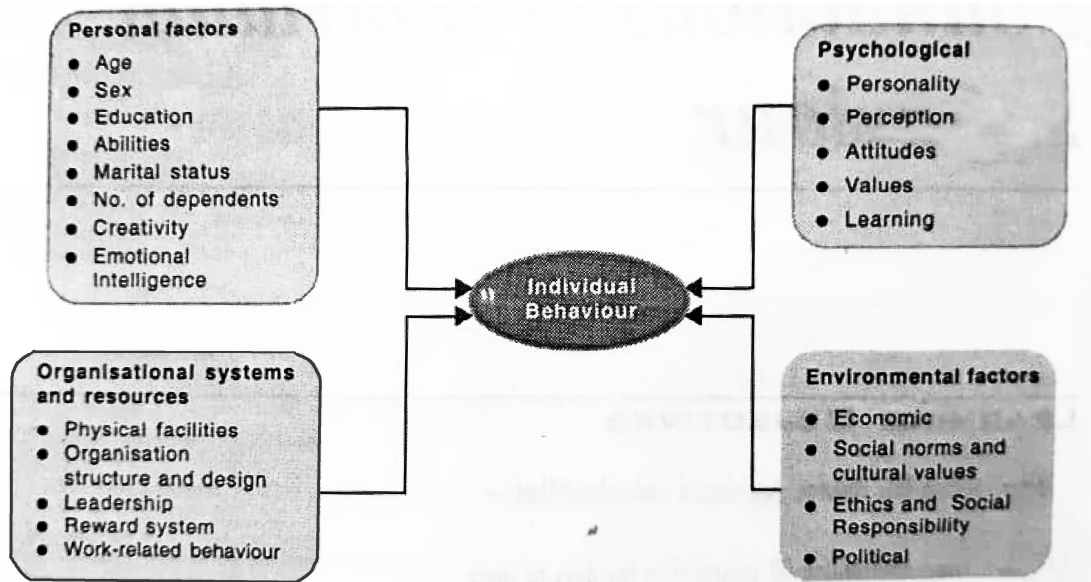 Personal factors
● Age
● Sex
● Education
● Abilities
● Marital status
● No. of dependents
● Creativity
● Emotional
Intelligence
Psychological
● Personality
● Perception
● Attitudes
● Values
● Learning
Individual
Behaviour
Organisational systems
and resources
● Physical facilities
● Organisation
structure and design
● Leadership
● Reward system
● Work-related behaviour
Environmental factors
● Economic
● Social norms and
cultural values
● Ethics and Social
Responsibility
● Political